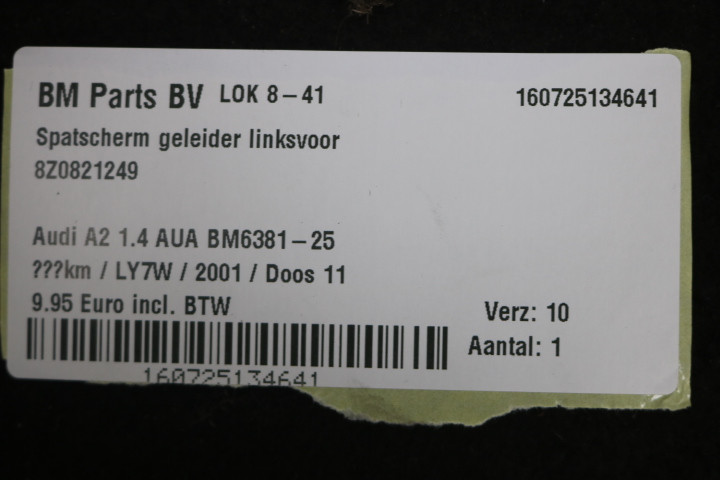 BM Parts BV LOK 8-41 160725134641
Spatscherm geleider linksvoor
8Z0821249
Audi A2 1.4 AUA BM6381-25
???km / LY7W / 2001 / Doos 11
9.95 Euro incl. BTW
Verz: 10
Aantal: 1
160725134641